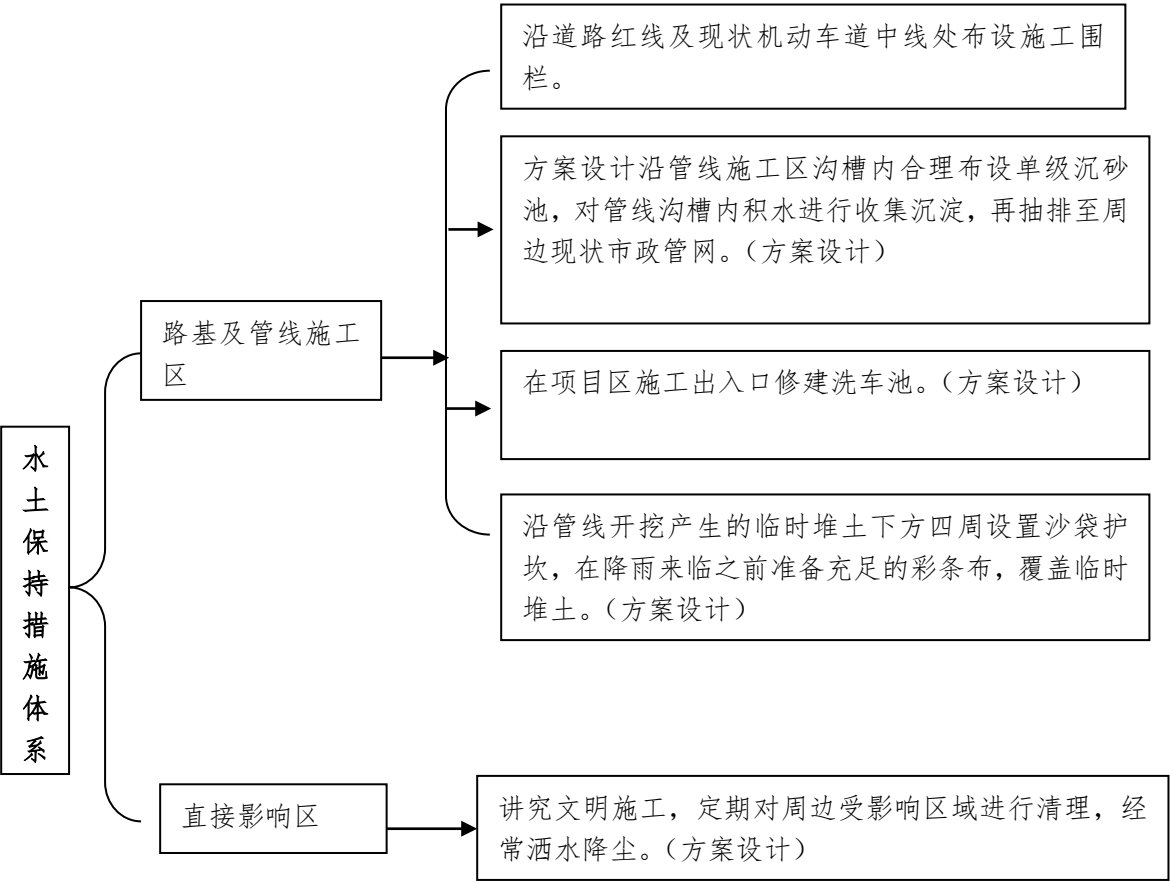 沿道路红线及现状机动车道中线处布设施工围
栏。
方案设计沿管线施工区沟槽内合理布设单级沉砂
池，对管线沟槽内积水进行收集沉淀，再抽排至周
边现状市政管网。（方案设计）
路基及管线施工
区
在项目区施工出入口修建洗车池。（方案设计）
水土保持措施体系
沿管线开挖产生的临时堆土下方四周设置沙袋护
坎，在降雨来临之前准备充足的彩条布，覆盖临时
堆土。（方案设计）
直接影响区
讲究文明施工，定期对周边受影响区域进行清理，经
常洒水降尘。（方案设计）